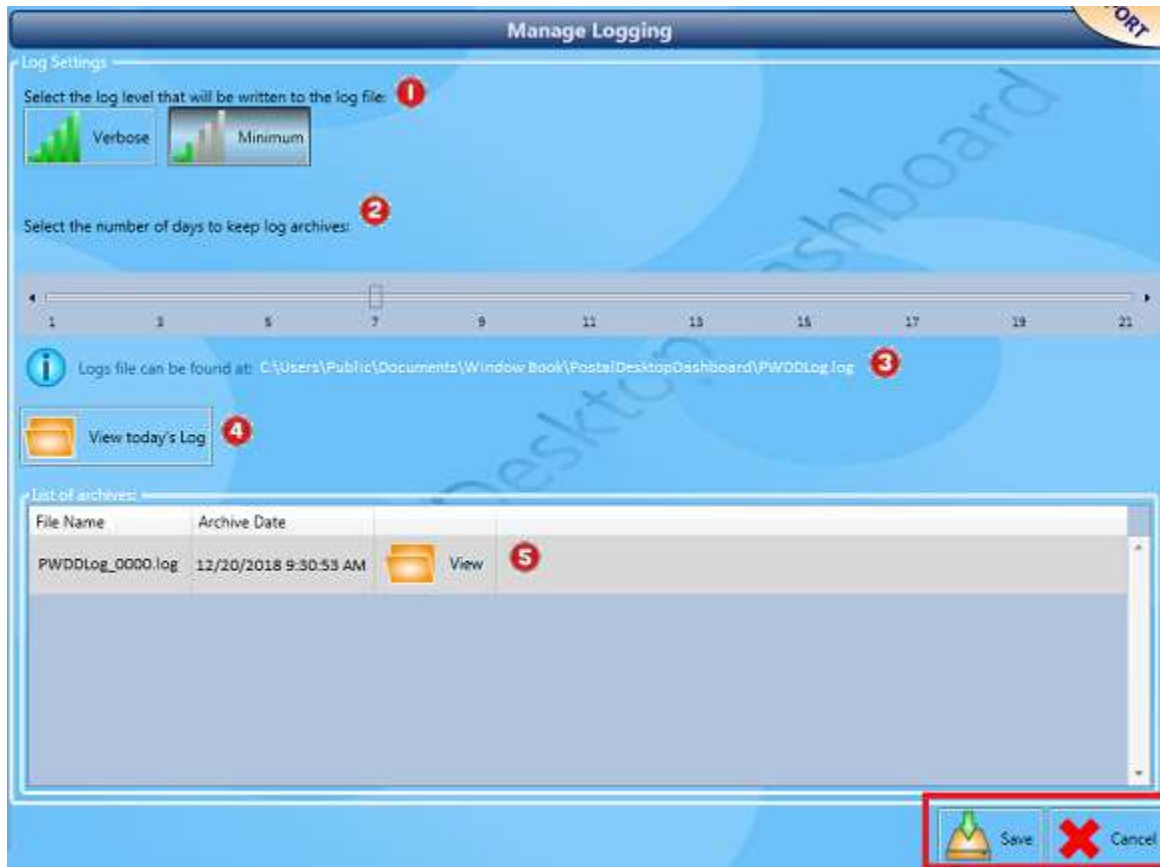 ORT
Manage Logging
Log Settings
Select the log level that will be written to the log file: 1
Verbose
Minimum
Select the number of days to keep log archives: 2
1 3 5 7 9 11 13 15 17 19 21
i Logs file can be found at: C:\Users\Public\Documents\Window Book\PostalDesktopDashboard\PWDDLog.log 3
View today's Log 4
Desktop Dashboard
List of archives:
File Name Archive Date
PWDDLog_0000.log 12/20/2018 9:30:53 AM View 5
Save
Cancel